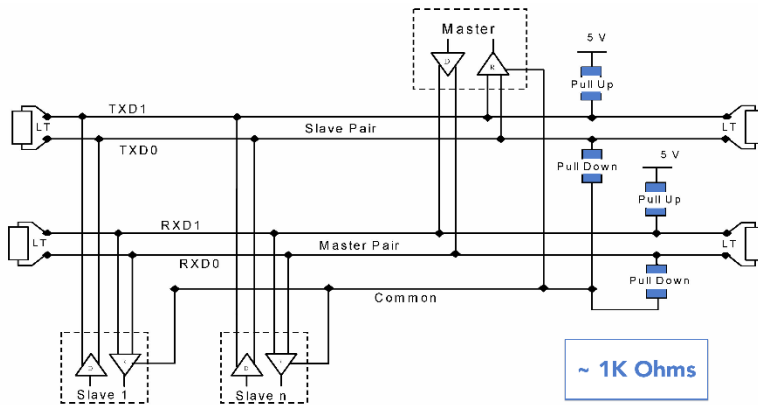 Master
D
R
5 V
Pull Up
TXD1
LT
Slave Pair
LT
TXD0
Pull Down
5 V
Pull Up
RXD1
LT
Master Pair
LT
RXD0
Pull Down
Common
D
D
Slave 1
Slave n
~ 1K Ohms